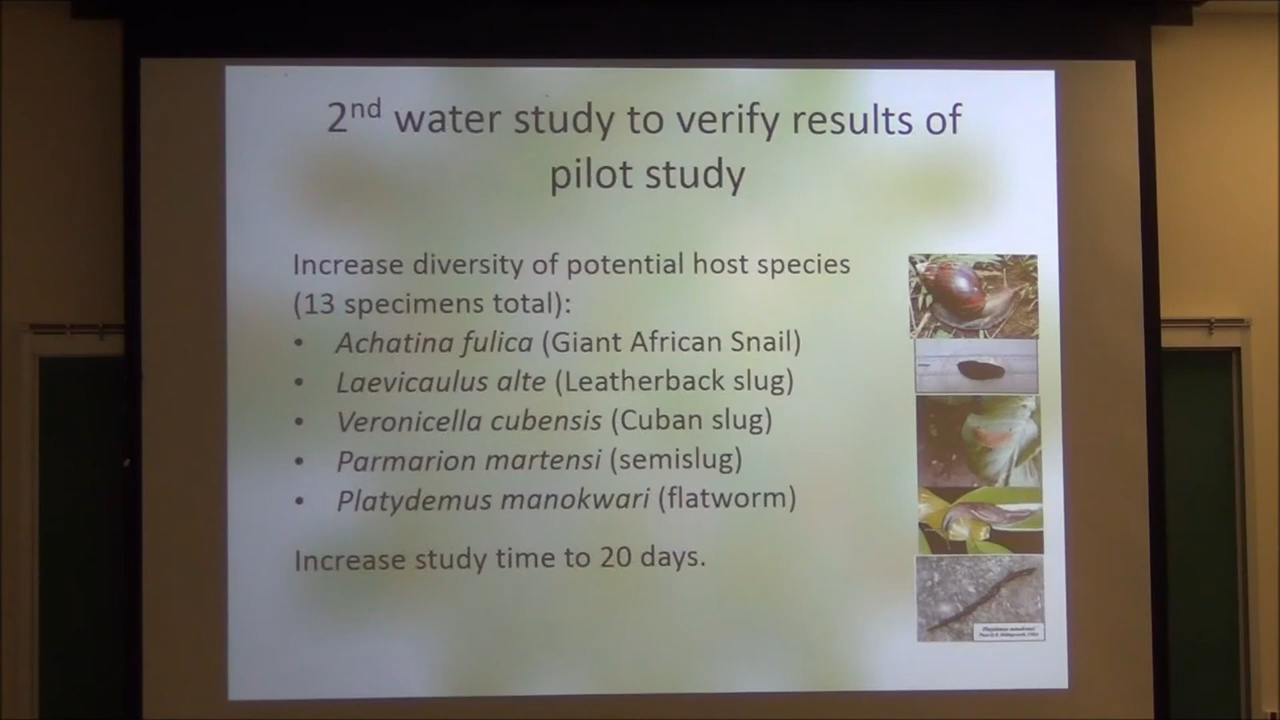 2nd water study to verify results of
pilot study
Increase diversity of potential host species
(13 specimens total):
• Achatina fulica (Giant African Snail)
• Laevicaulus alte (Leatherback slug)
• Veronicella cubensis (Cuban slug)
• Parmarion martensi (semislug)
• Platydemus manokwari (flatworm)
Increase study time to 20 days.
Platydemus manokwari